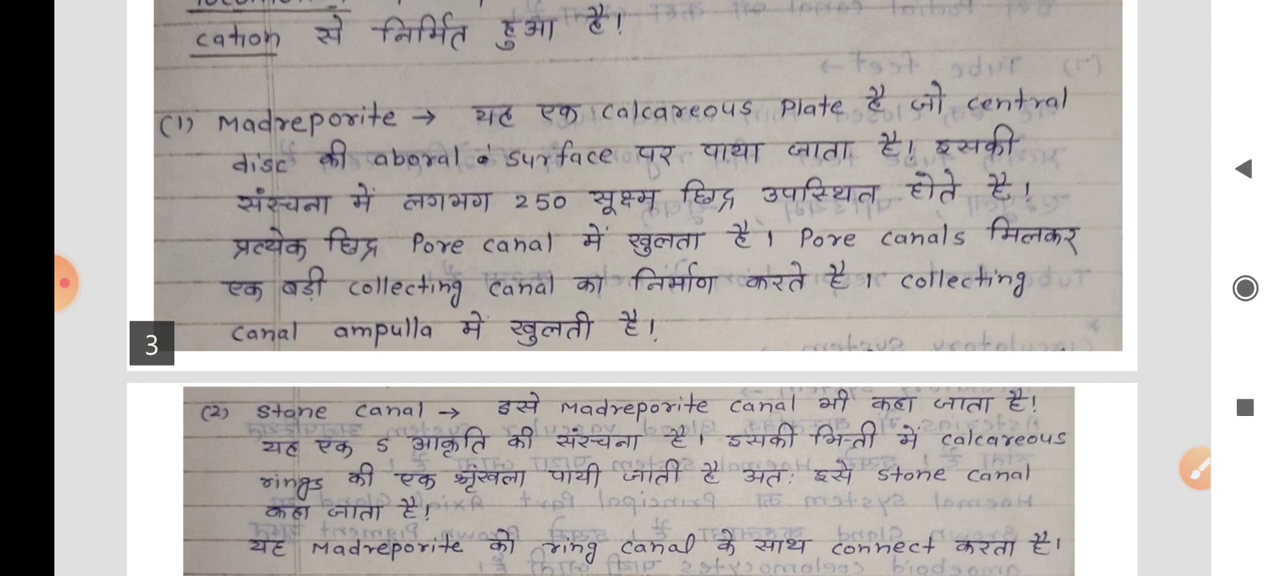 cation से निर्मित हुआ है।
(1) Madreporite → यह एक calcareous Plate है जो central
disc की aboral surface पर पाया जाता है। इसकी
संरचना में लगभग 250 सूक्ष्म छिद्र उपस्थित होते है।
प्रत्येक छिद्र Pore canal में खुलता है। Pore canals मिलकर
एक बड़ी collecting canal का निर्माण करते है। collecting
canal ampulla में खुलती है।
3
(2) Stone canal → इसे Madreporite canal भी कहा जाता है।
यह एक S आकृति की संरचना है। इसकी भित्ती में calcareous
rings की एक श्रृंखला पायी जाती है अत: इसे stone canal
कहा जाता है।
यह Madreporite को ring canal के साथ connect करता है।